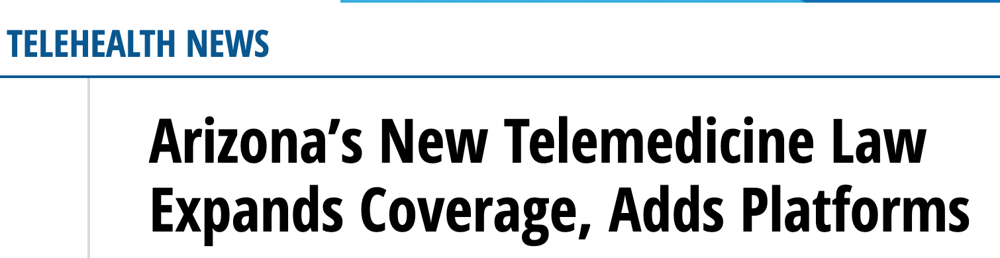 TELEHEALTH NEWS
Arizona’s New Telemedicine Law
Expands Coverage, Adds Platforms